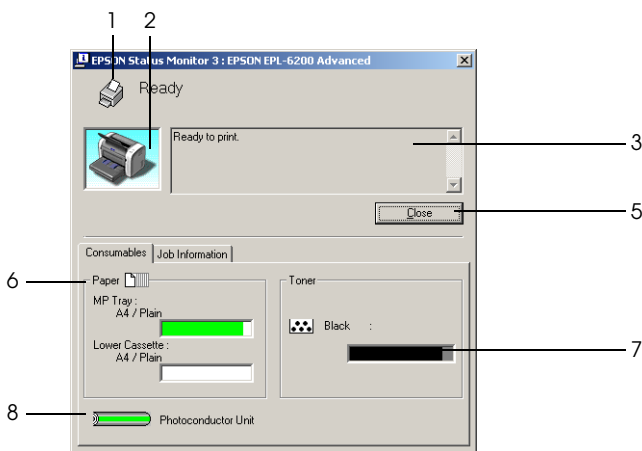 1 2
EPSON Status Monitor 3 : EPSON EPL-6200 Advanced
Ready
Ready to print.
3
Close
5
Consumables Job Information
6
Paper
MP Tray :
A4 / Plain
Lower Cassette :
A4 / Plain
Toner
Black :
7
8
Photoconductor Unit